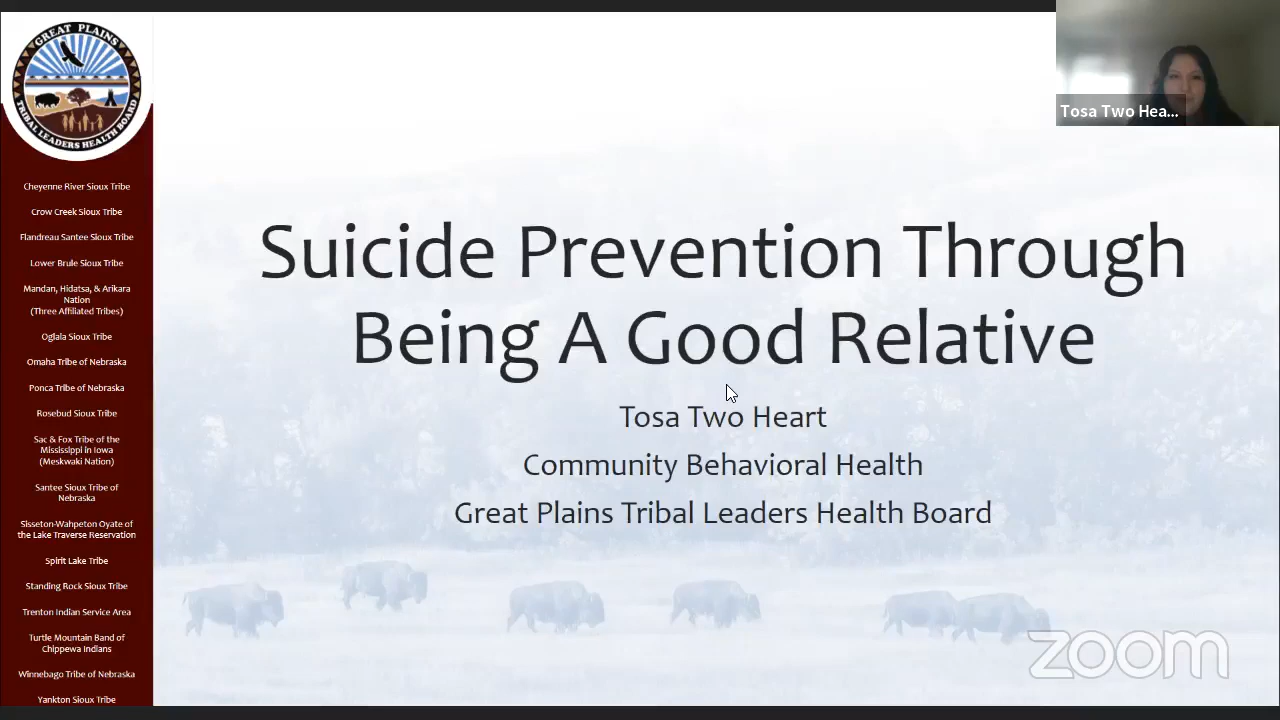 GREAT PLAINS
TRIBAL LEADERS HEALTH BOARD
Cheyenne River Sioux Tribe
Crow Creek Sioux Tribe
Flandreau Santee Sioux Tribe
Lower Brule Sioux Tribe
Mandan, Hidatsa, & Arikara
Nation
(Three Affiliated Tribes)
Oglala Sioux Tribe
Omaha Tribe of Nebraska
Ponca Tribe of Nebraska
Rosebud Sioux Tribe
Sac & Fox Tribe of the
Mississippi in Iowa
(Meskwaki Nation)
Santee Sioux Tribe of
Nebraska
Sisseton-Wahpeton Oyate of
the Lake Traverse Reservation
Spirit Lake Tribe
Standing Rock Sioux Tribe
Trenton Indian Service Area
Turtle Mountain Band of
Chippewa Indians
Winnebago Tribe of Nebraska
Yankton Sioux Tribe
Tosa Two Hea...
Suicide Prevention Through
Being A Good Relative
Tosa Two Heart
Community Behavioral Health
Great Plains Tribal Leaders Health Board
zoom